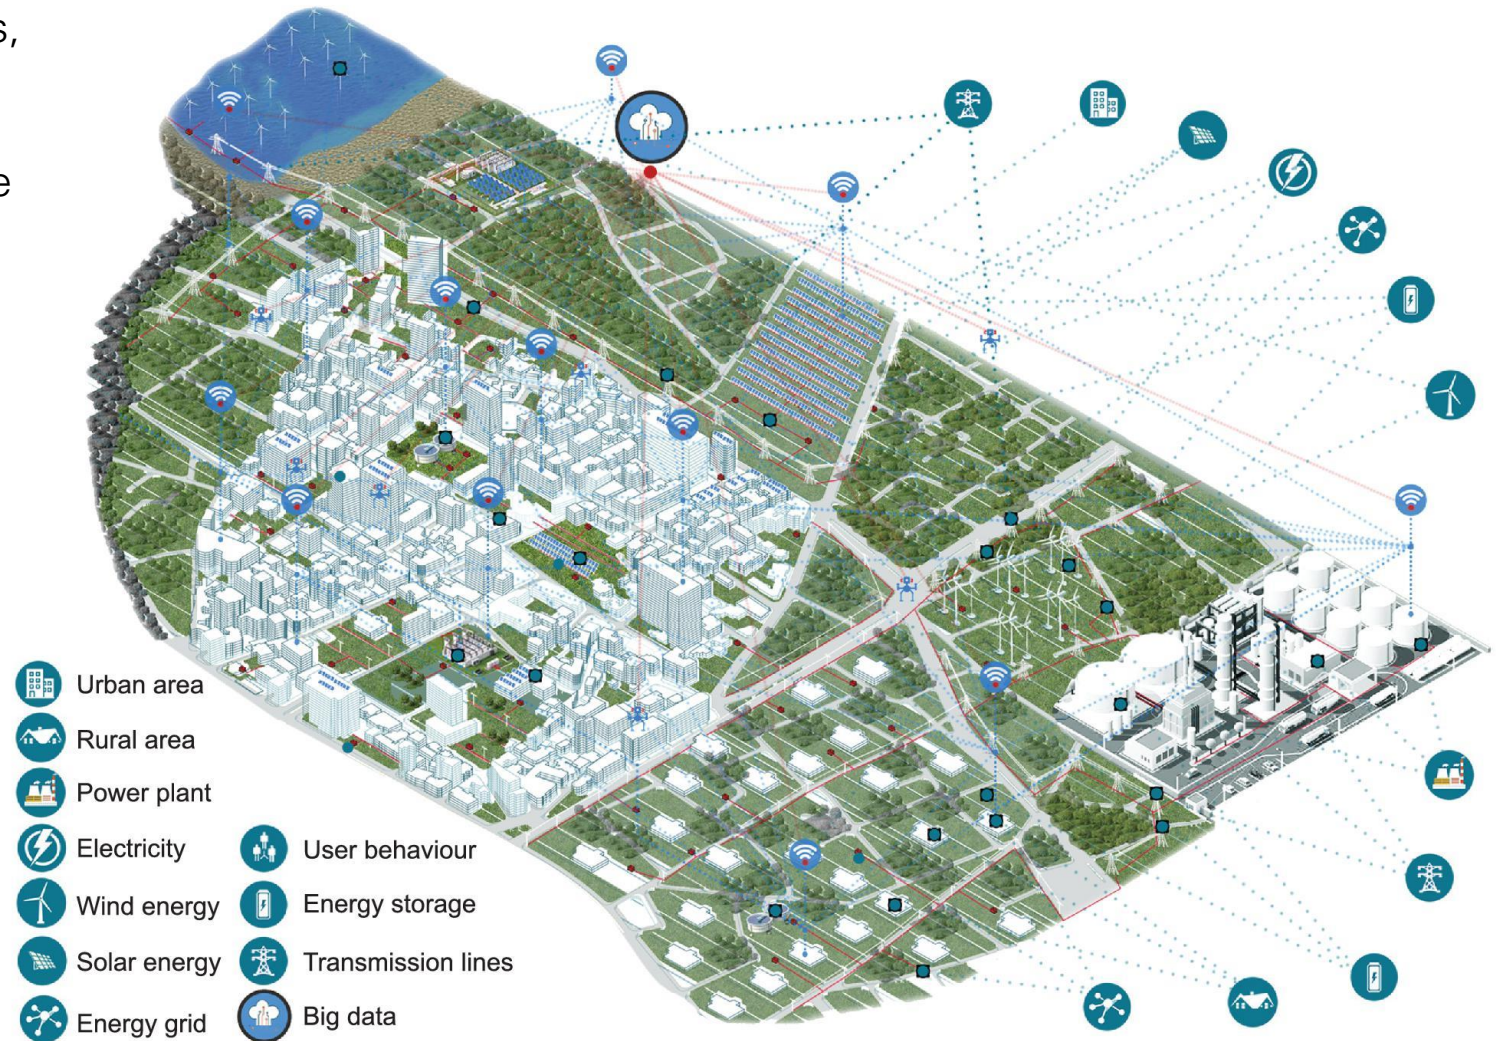 s,
e
Urban area
Rural area
Power plant
Electricity
Wind energy
Solar energy
Energy grid
User behaviour
Energy storage
Transmission lines
Big data